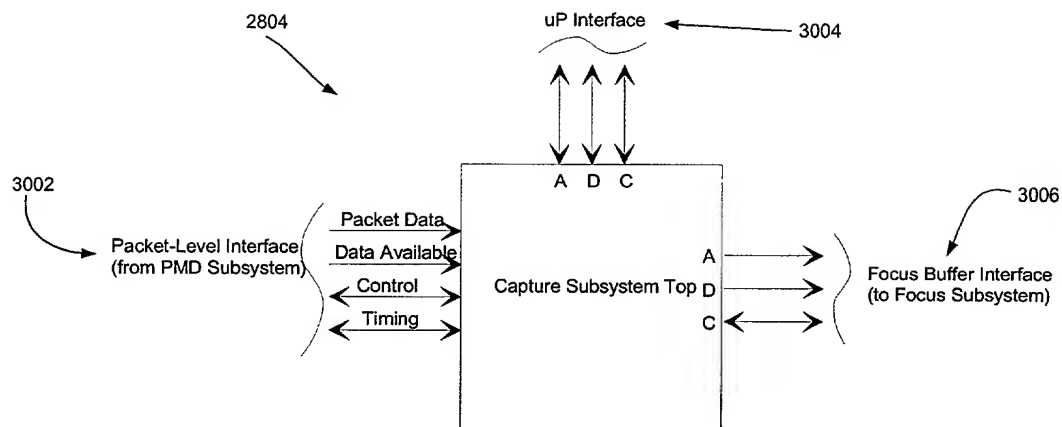 2804
uP Interface
3004
A D C
3002
Packet-Level Interface
(from PMD Subsystem)
Packet Data
Data Available
Control
Timing
Capture Subsystem Top
A
D
C
3006
Focus Buffer Interface
(to Focus Subsystem)